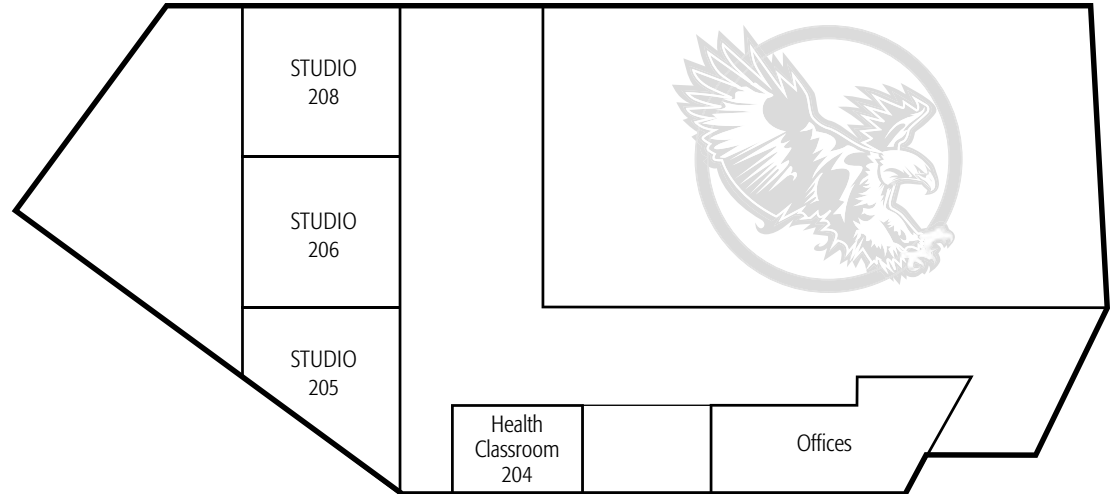 STUDIO
208
STUDIO
206
STUDIO
205
Health
Classroom
204
Offices